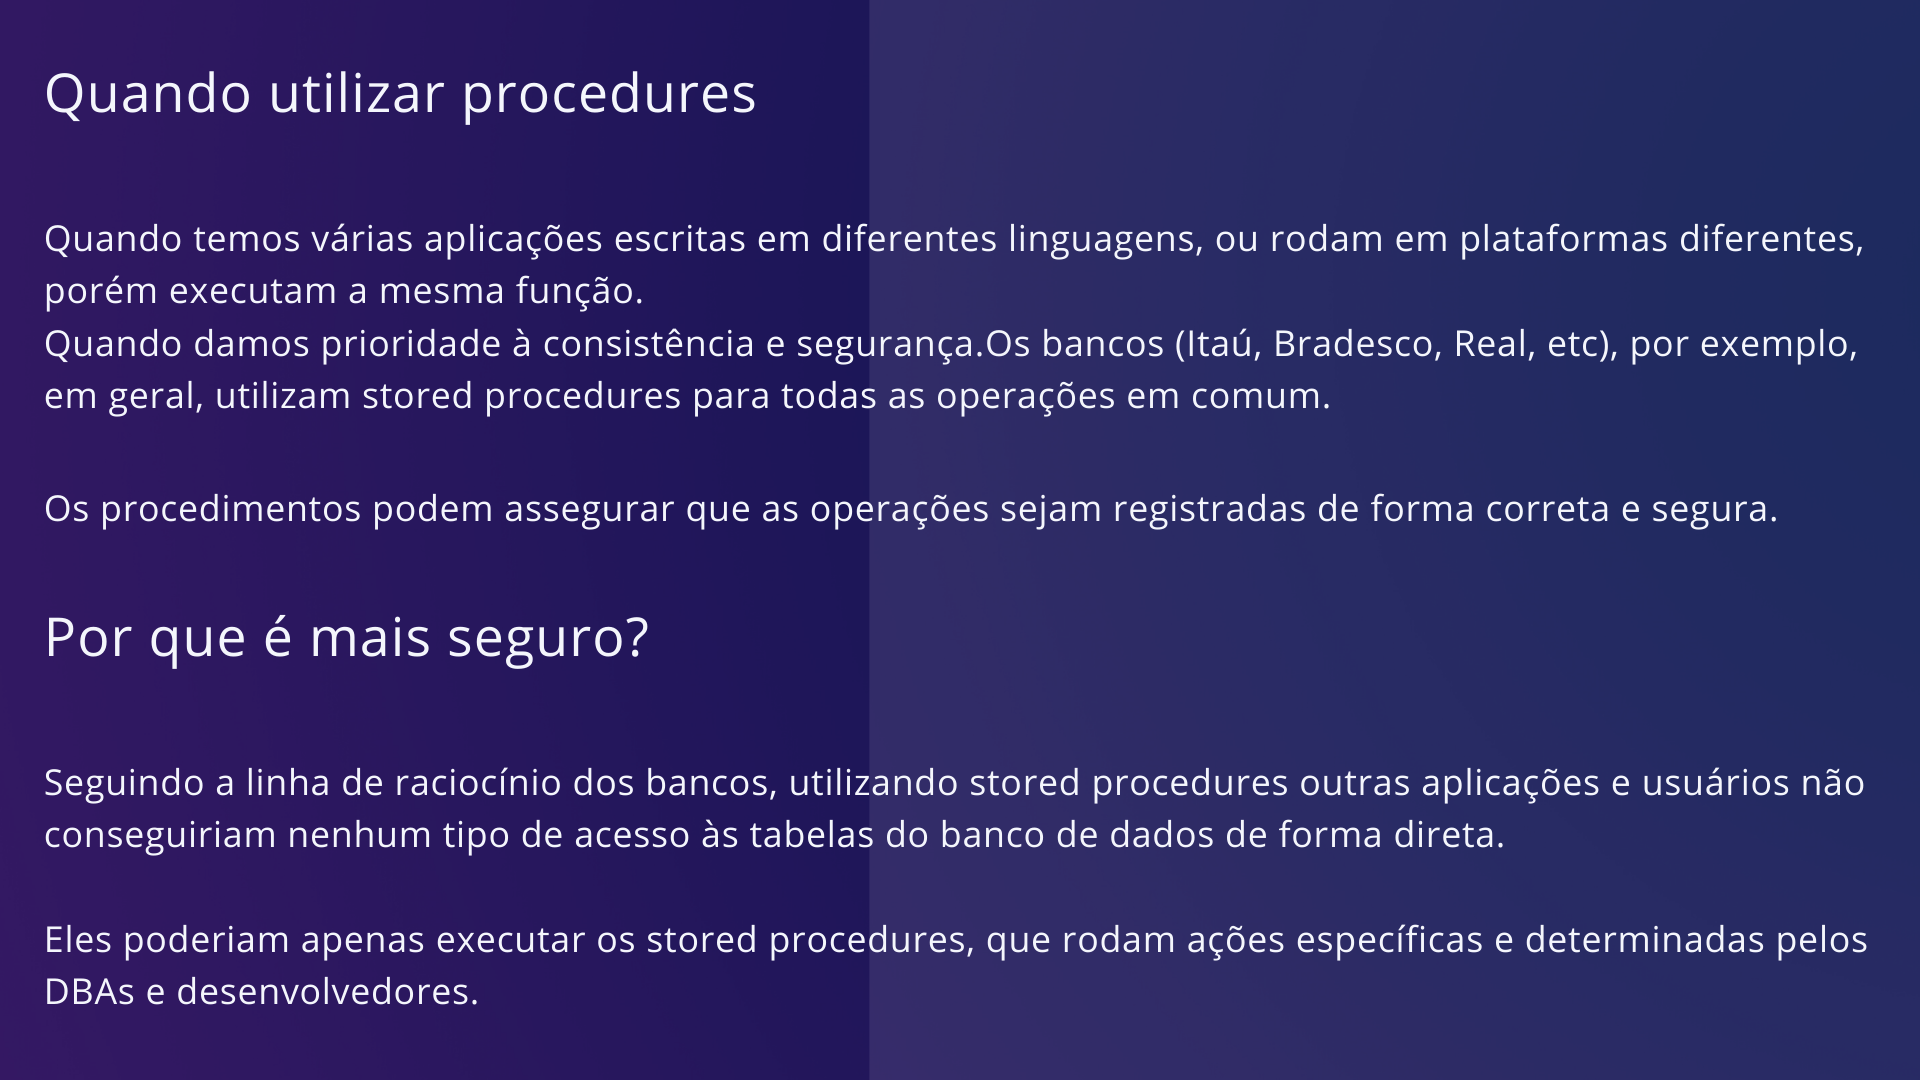 Quando utilizar procedures
Quando temos várias aplicações escritas em diferentes linguagens, ou rodam em plataformas diferentes,
porém executam a mesma função.
Quando damos prioridade à consistência e segurança.Os bancos (Itaú, Bradesco, Real, etc), por exemplo,
em geral, utilizam stored procedures para todas as operações em comum.
Os procedimentos podem assegurar que as operações sejam registradas de forma correta e segura.
Por que é mais seguro?
Seguindo a linha de raciocínio dos bancos, utilizando stored procedures outras aplicações e usuários não
conseguiriam nenhum tipo de acesso às tabelas do banco de dados de forma direta.
Eles poderiam apenas executar os stored procedures, que rodam ações específicas e determinadas pelos
DBAs e desenvolvedores.